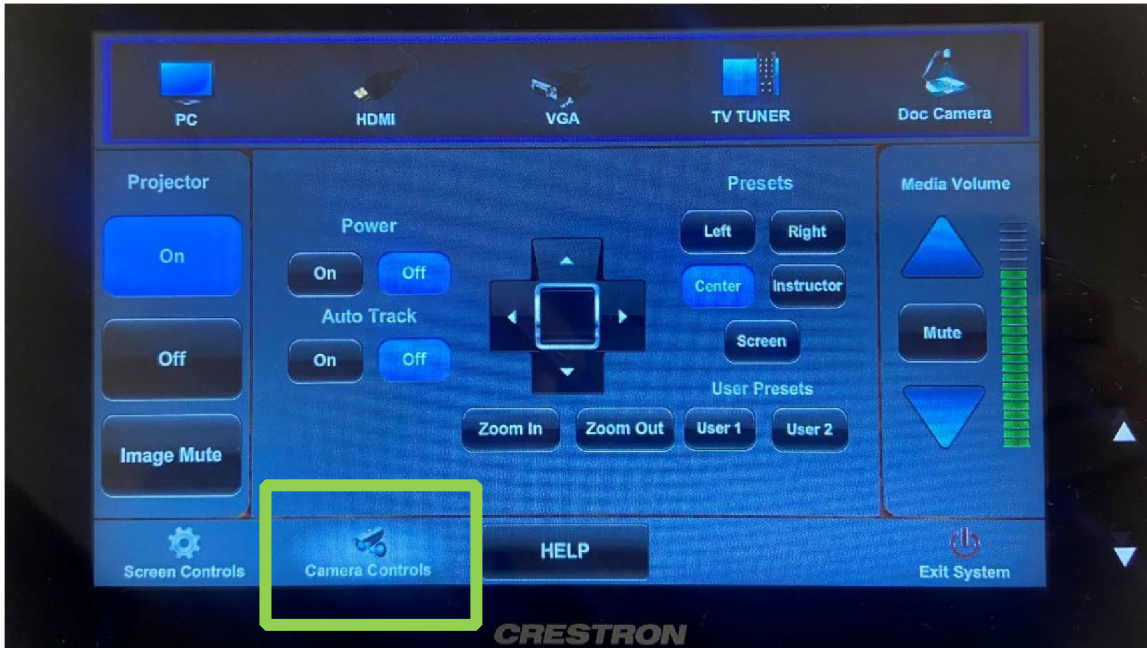 PC
HDMI
VGA
TV TUNER
Doc Camera
Projector
On
Off
Image Mute
Power
On
Off
Auto Track
On
Off
Zoom In
Zoom Out
Presets
Left
Right
Center
Instructor
Screen
User Presets
User 1
User 2
Media Volume
Mute
Screen Controls
Camera Controls
HELP
Exit System
CRESTRON